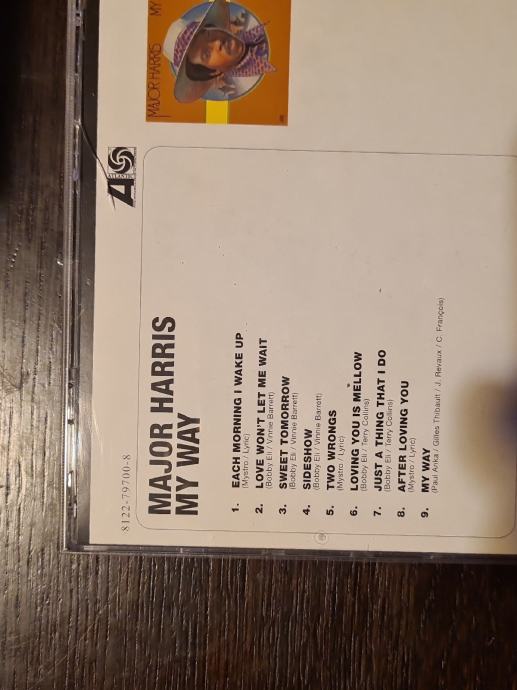 MAJOR HARRIS MY
ATLANTIC
8122-79700-8
MAJOR HARRIS
MY WAY
1. EACH MORNING I WAKE UP
(Mystro / Lyric)
2. LOVE WON'T LET ME WAIT
(Bobby Eli / Vinnie Barrett)
3. SWEET TOMORROW
(Bobby Eli / Vinnie Barrett)
4. SIDESHOW
(Bobby Eli / Vinnie Barrett)
5. TWO WRONGS
(Mystro / Lyric)
6. LOVING YOU IS MELLOW
(Bobby Eli / Terry Collins)
7. JUST A THING THAT I DO
(Bobby Eli / Terry Collins)
8. AFTER LOVING YOU
(Mystro / Lyric)
9. MY WAY
(Paul Anka / Gilles Thibault / J. Revaux / C. François)